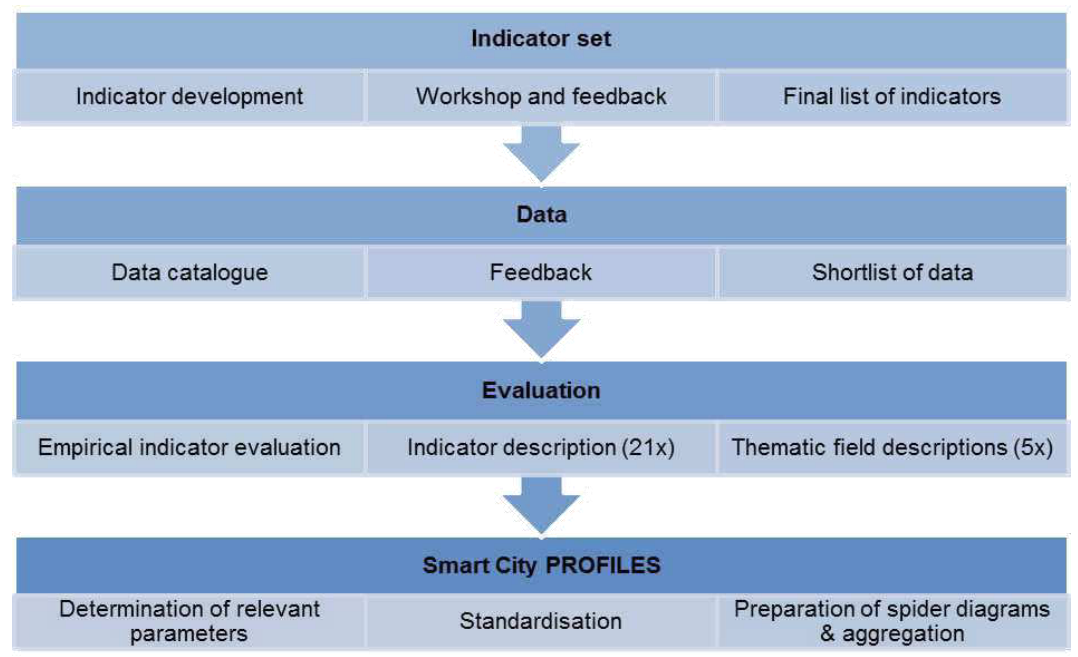 Indicator set
Indicator development
Workshop and feedback
Final list of indicators
Data
Data catalogue
Feedback
Shortlist of data
Evaluation
Empirical indicator evaluation
Indicator description (21x)
Thematic field descriptions (5x)
Smart City PROFILES
Determination of relevant
parameters
Standardisation
Preparation of spider diagrams
& aggregation